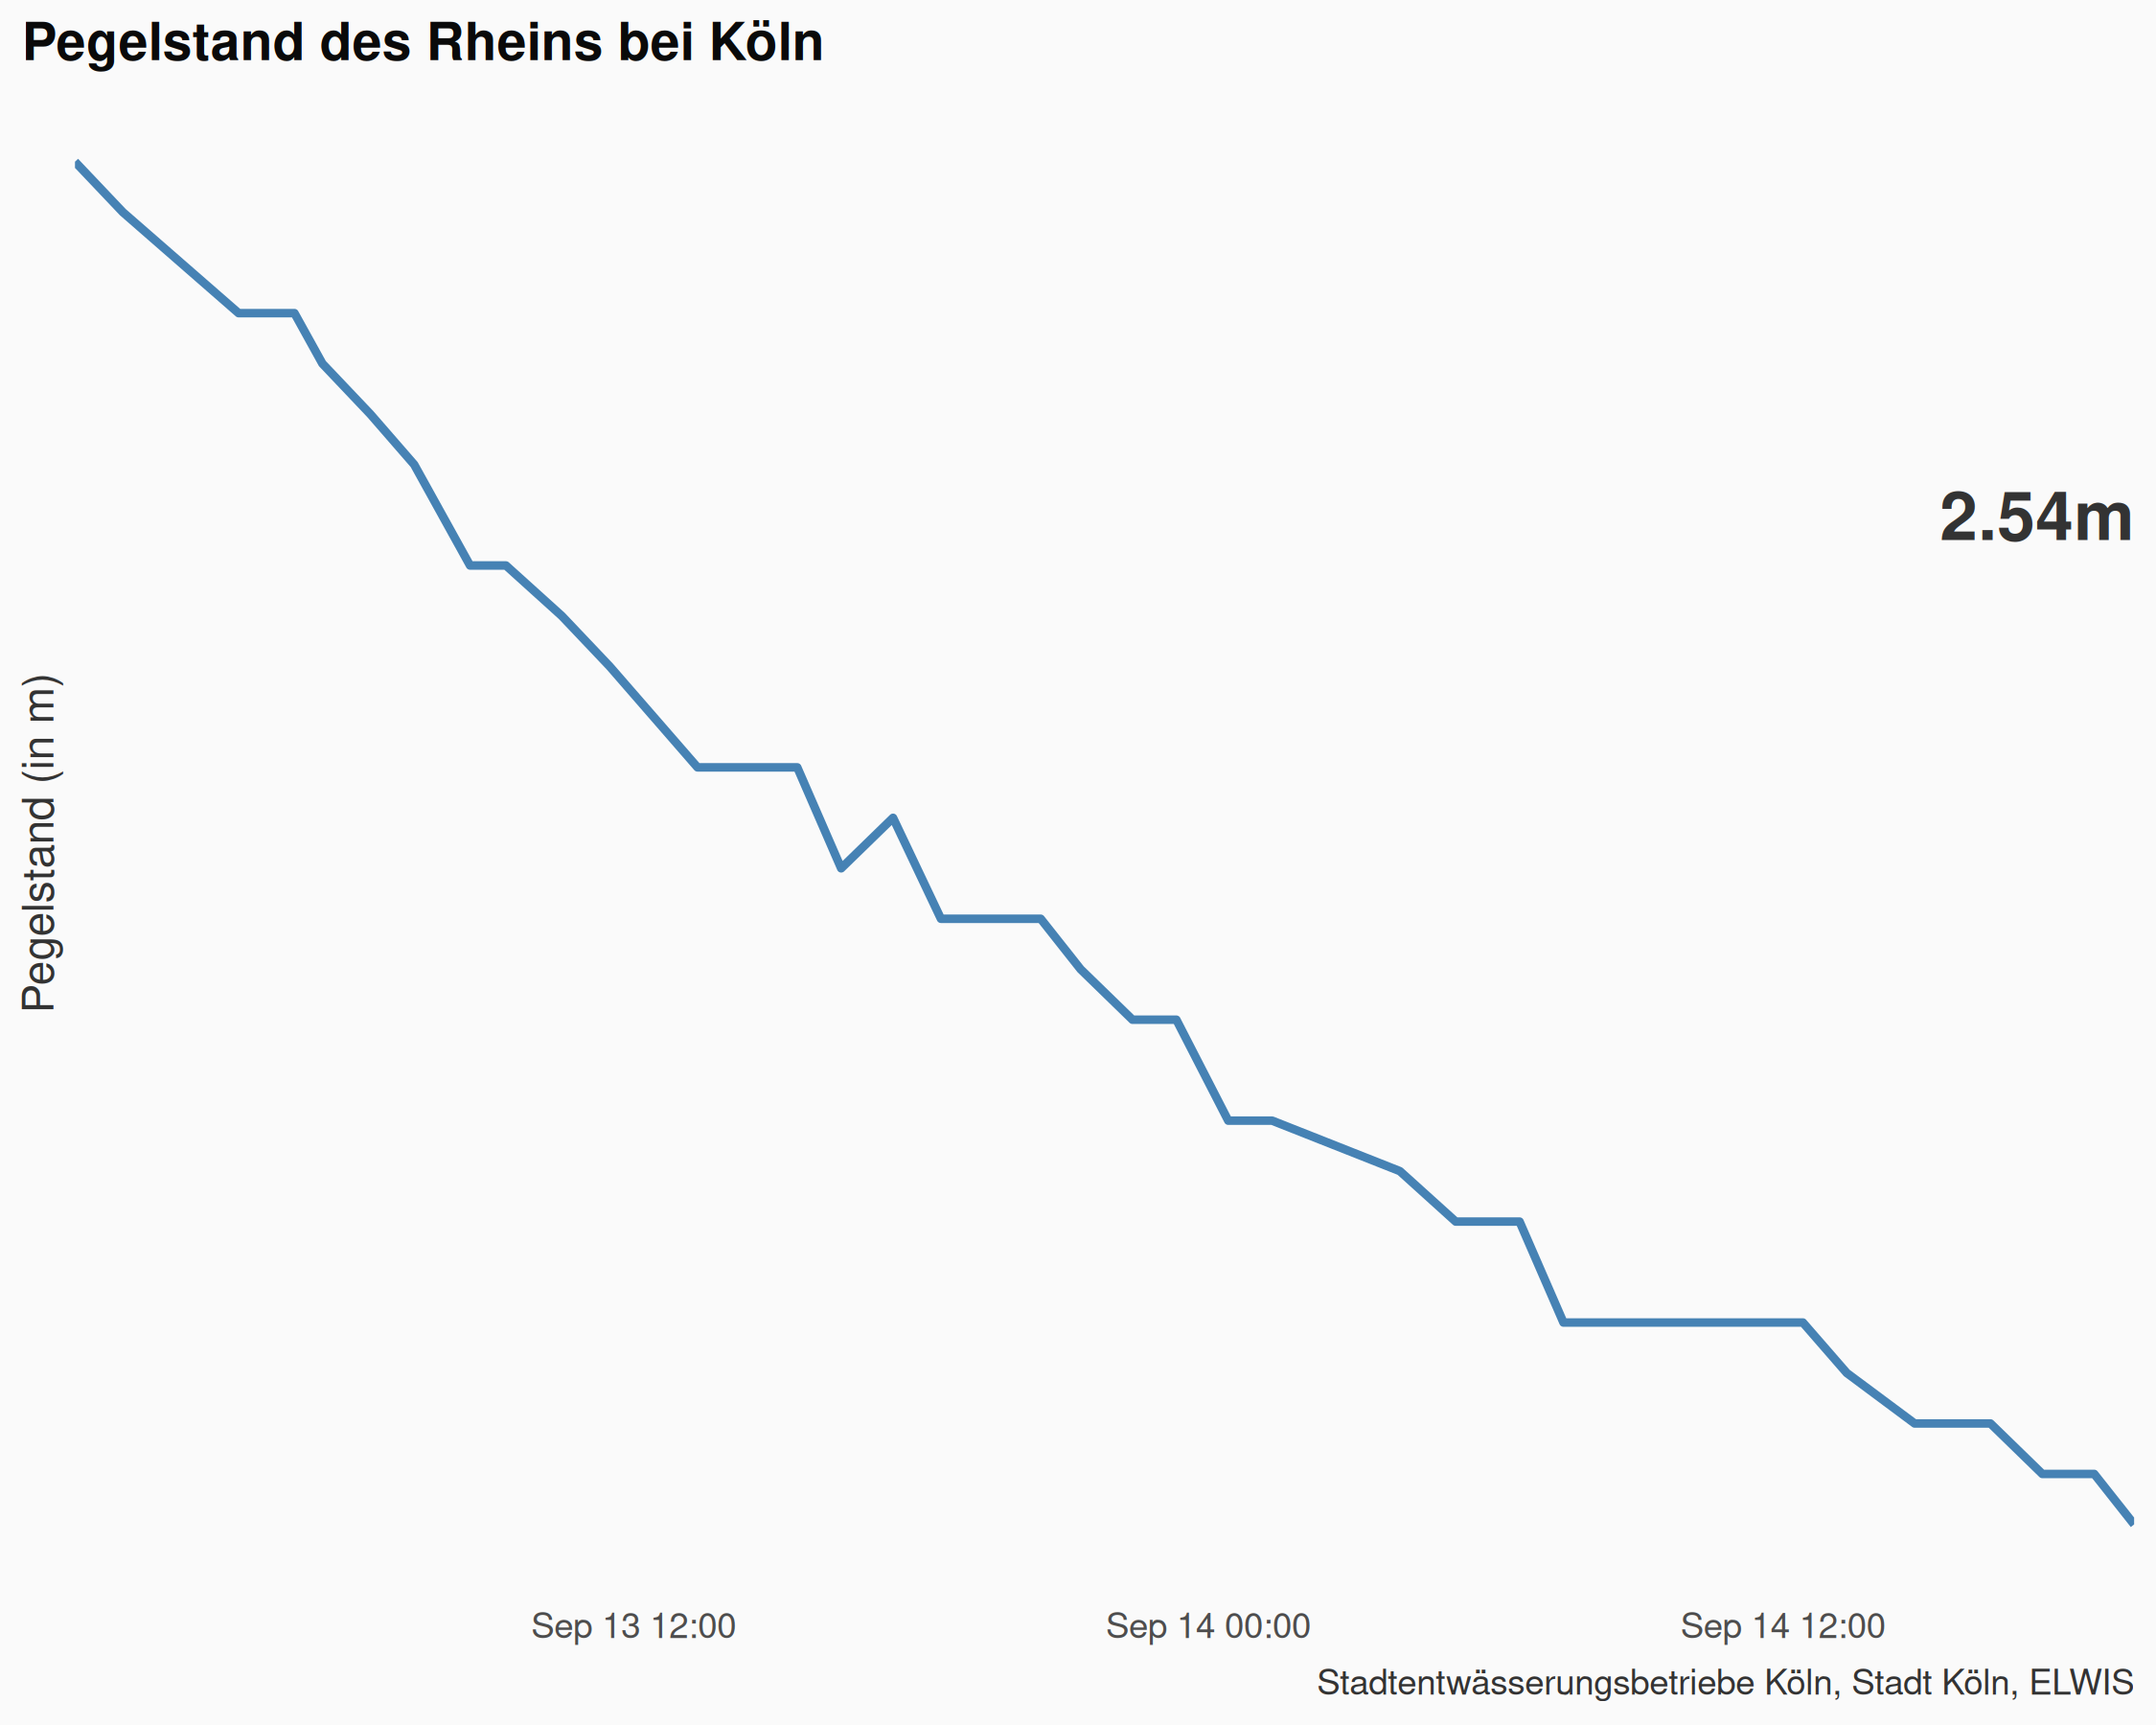 Pegelstand des Rheins bei Köln
2.54m
Pegelstand (in m)
Sep 13 12:00
Sep 14 00:00
Sep 14 12:00
Stadtentwässerungsbetriebe Köln, Stadt Köln, ELWIS